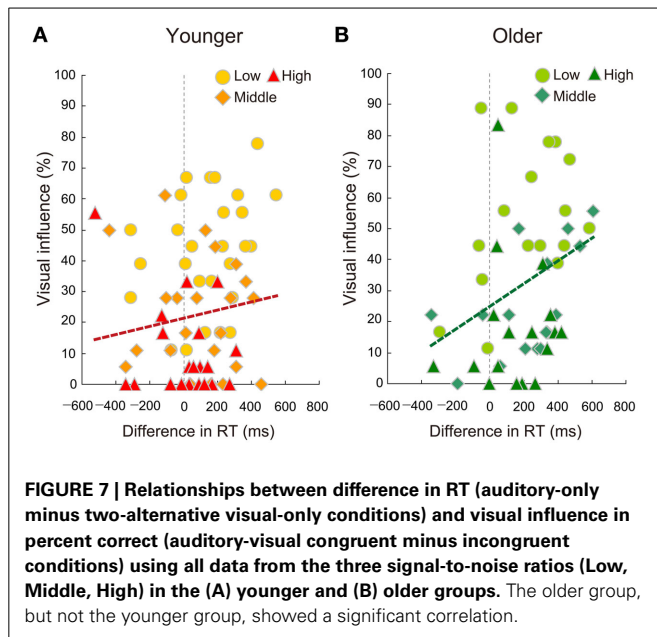 A Younger
B Older
Low High
Middle
Low High
Middle
100
90
80
70
60
50
40
30
20
10
0
Visual influence (%)
−600 −400 −200 0 200 400 600 800
Difference in RT (ms)
100
90
80
70
60
50
40
30
20
10
0
Visual influence (%)
−400 −200 0 200 400 600 800
Difference in RT (ms)
FIGURE 7 | Relationships between difference in RT (auditory-only
minus two-alternative visual-only conditions) and visual influence in
percent correct (auditory-visual congruent minus incongruent
conditions) using all data from the three signal-to-noise ratios (Low,
Middle, High) in the (A) younger and (B) older groups. The older group,
but not the younger group, showed a significant correlation.